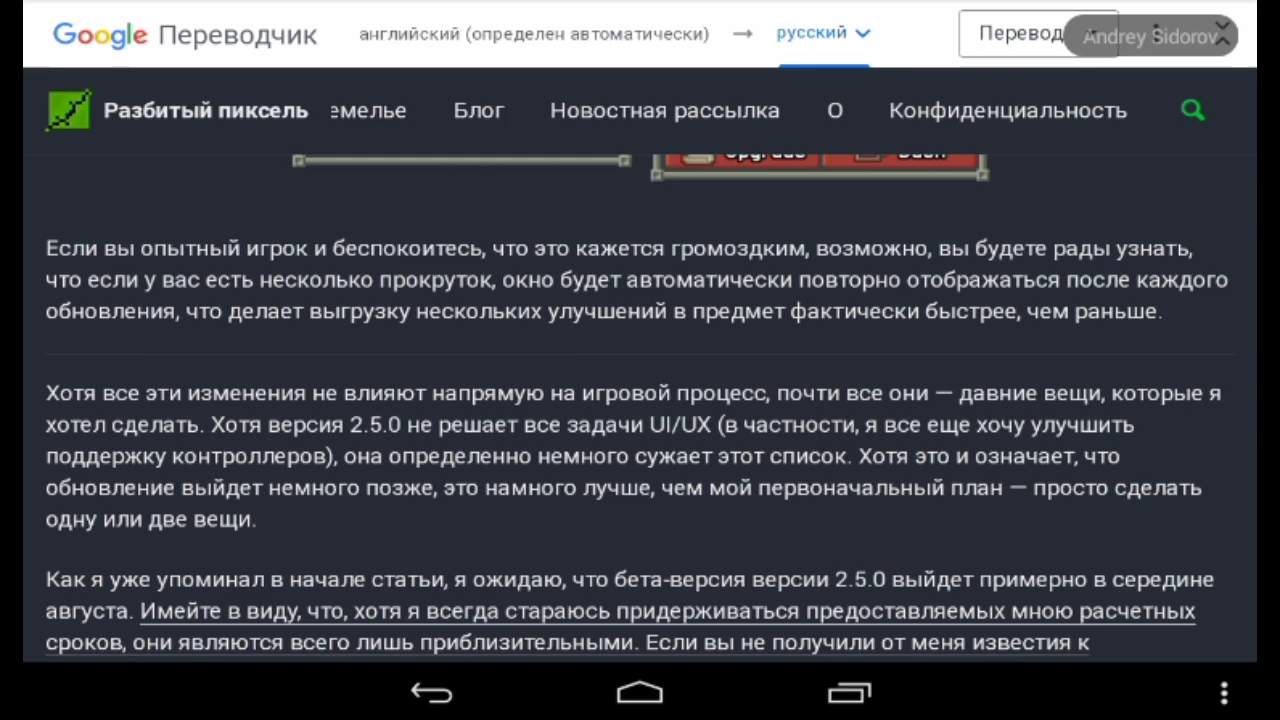 Google Переводчик английский (определен автоматически) → русский Перевод Andrey Sidorov
Разбитый пиксель емелье Блог Новостная рассылка О Конфиденциальность
Upgrade Dash
Если вы опытный игрок и беспокоитесь, что это кажется громоздким, возможно, вы будете рады узнать,
что если у вас есть несколько прокруток, окно будет автоматически повторно отображаться после каждого
обновления, что делает выгрузку нескольких улучшений в предмет фактически быстрее, чем раньше.
Хотя все эти изменения не влияют напрямую на игровой процесс, почти все они — давние вещи, которые я
хотел сделать. Хотя версия 2.5.0 не решает все задачи UI/UX (в частности, я все еще хочу улучшить
поддержку контроллеров), она определенно немного сужает этот список. Хотя это и означает, что
обновление выйдет немного позже, это намного лучше, чем мой первоначальный план — просто сделать
одну или две вещи.
Как я уже упоминал в начале статьи, я ожидаю, что бета-версия версии 2.5.0 выйдет примерно в середине
августа. Имейте в виду, что, хотя я всегда стараюсь придерживаться предоставляемых мною расчетных
сроков, они являются всего лишь приблизительными. Если вы не получили от меня известия к